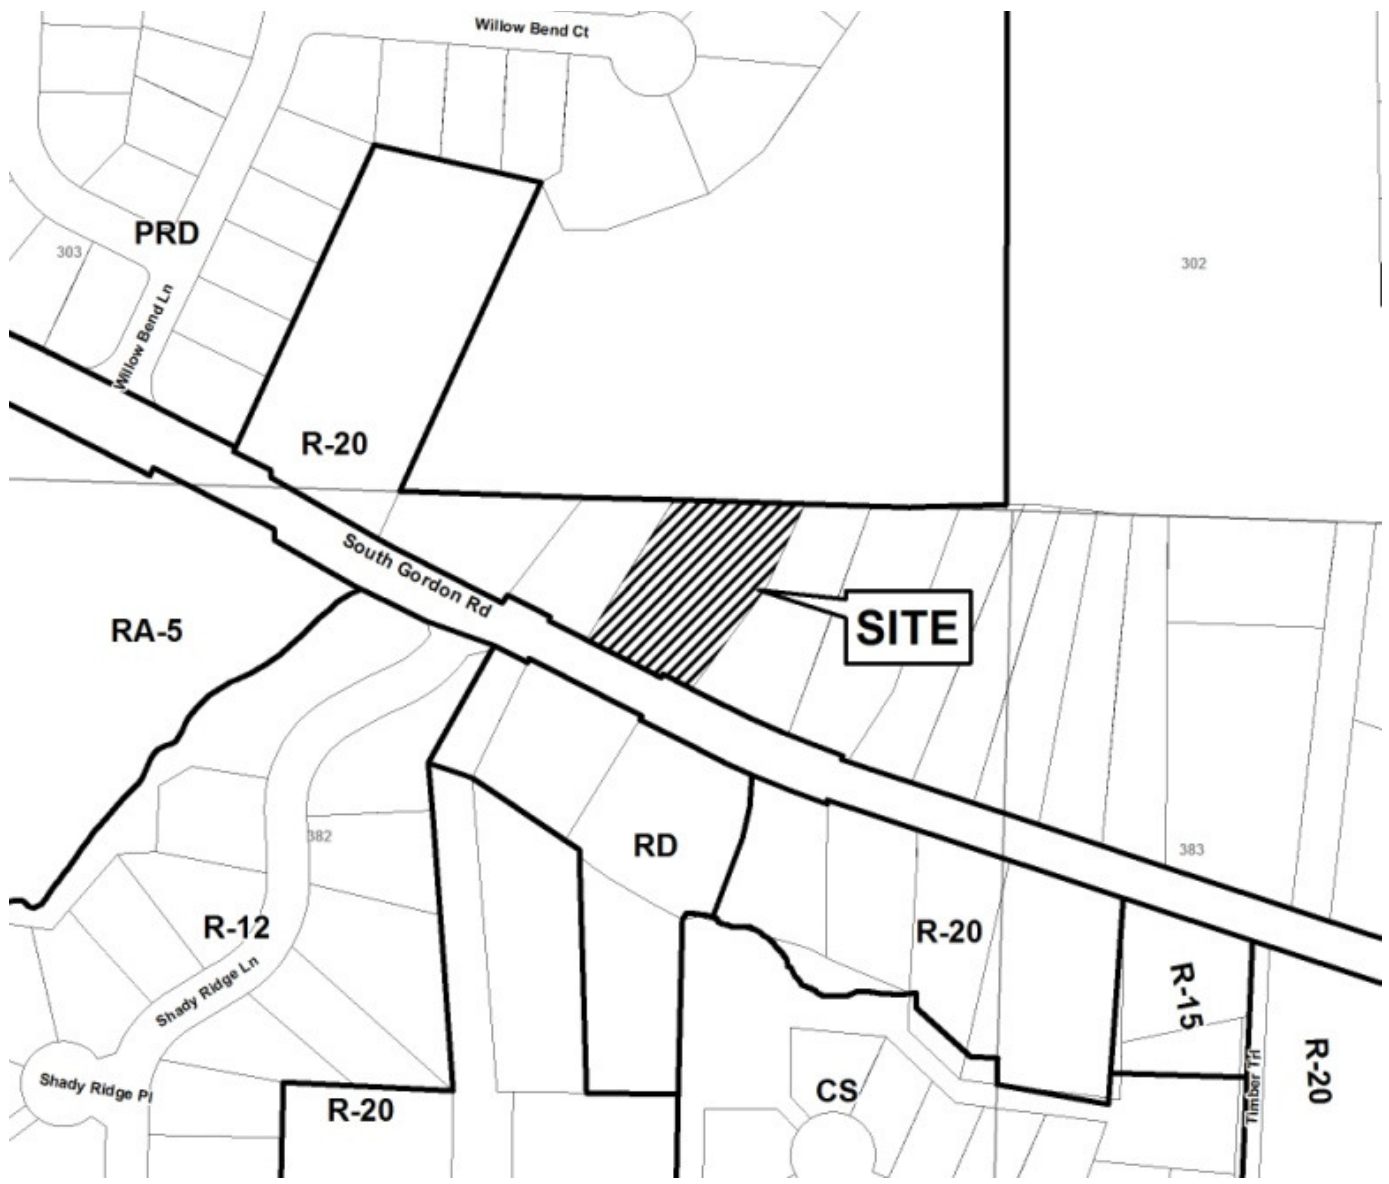 Willow Bend Ct
PRD
303
302
Willow Bend Ln
R-20
South Gordon Rd
SITE
RA-5
382
RD
383
R-12
R-20
Shady Ridge Ln
R-15
R-20
Shady Ridge Pl
CS
Timber Trl
R-20